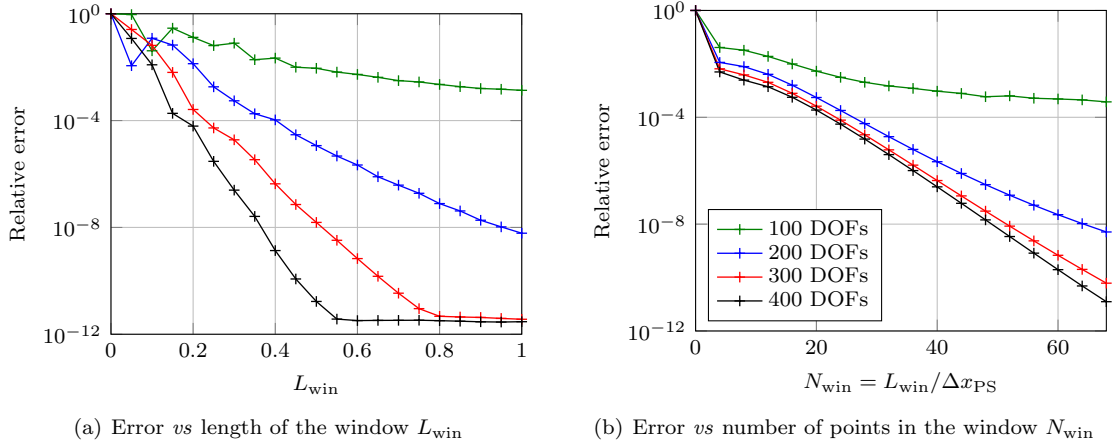 10^0
10^−4
10^−8
10^−12
Relative error
0
0.2
0.4
0.6
0.8
1
L_win
(a) Error vs length of the window L_win
10^0
10^−4
10^−8
10^−12
Relative error
100 DOFs
200 DOFs
300 DOFs
400 DOFs
0
20
40
60
N_win = L_win/Δx_PS
(b) Error vs number of points in the window N_win